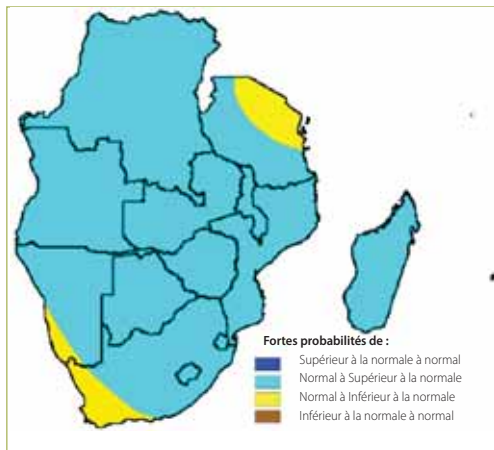 Fortes probabilités de :
Supérieur à la normale à normal
Normal à Supérieur à la normale
Normal à Inférieur à la normale
Inférieur à la normale à normal